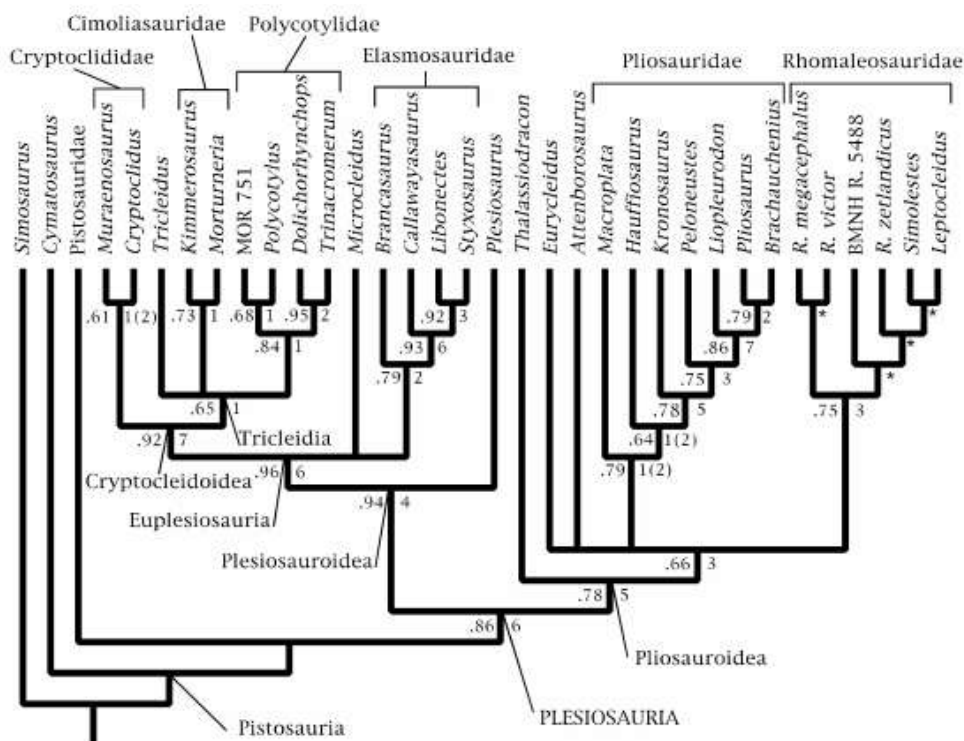 Cimoliasauridae
Polycotylidae
Cryptoclididae
Elasmosauridae
Pliosauridae
Rhomaleosauridae
Simosaurus
Cymatosaurus
Pistosauridae
Muraenosaurus
Cryptoclidus
Tricleidus
Kimmerosaurus
Morturneria
MOR 751
Polycotylus
Dolichorhynchops
Trinacromerum
Microcleidus
Brancasaurus
Callawayasaurus
Libonectes
Styxosaurus
Plesiosaurus
Thalassiodracon
Eurycleidus
Attenborosaurus
Macroplata
Hauffiosaurus
Kronosaurus
Peloneustes
Liopleurodon
Pliosaurus
Brachauchenius
R. megacephalus
R. victor
BMNH R. 5488
R. zetlandicus
Simolestes
Leptocleidus
.61 1(2) .73 1 .68 1 .95 2 .92 3 .79 2 * *
.84 1 .93 6 .86 7 *
.79 2 .75 3 *
.65 1 .78 5 .75 3
.92 7 Tricleidia .64 1(2)
.96 6 .79 1(2)
Cryptocleidoidea
Euplesiosauria .94 4
Plesiosauroidea .66 3
.78 5
.86 6
Pliosauroidea
Pistosauria PLESIOSAURIA